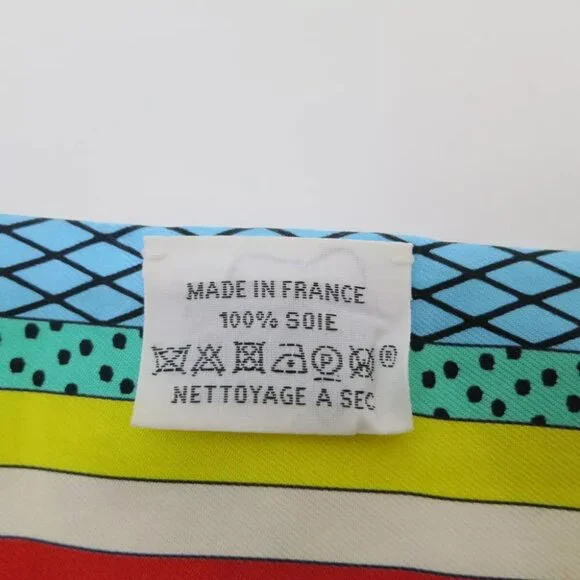 MADE IN FRANCE
100% SOIE
P ®
NETTOYAGE A SEC